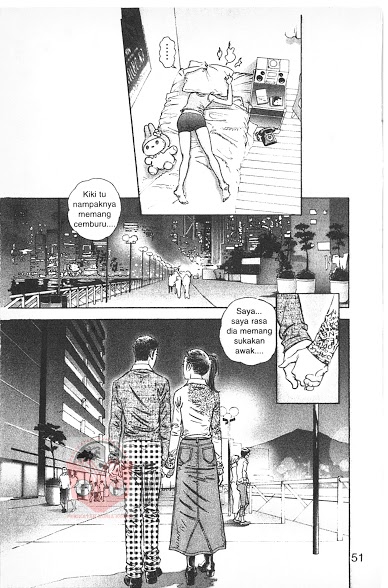 ....
Kiki tu
nampaknya
memang
cemburu....
Saya...
saya rasa
dia memang
sukakan
awak....
51